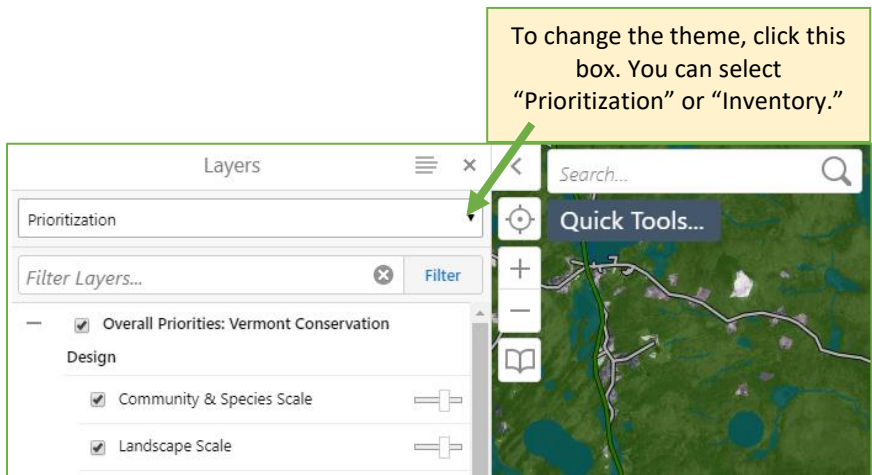 To change the theme, click this
box. You can select
“Prioritization” or “Inventory.”
Layers
Search...
Prioritization
Quick Tools...
Filter Layers...
Filter
Overall Priorities: Vermont Conservation
Design
Community & Species Scale
Landscape Scale